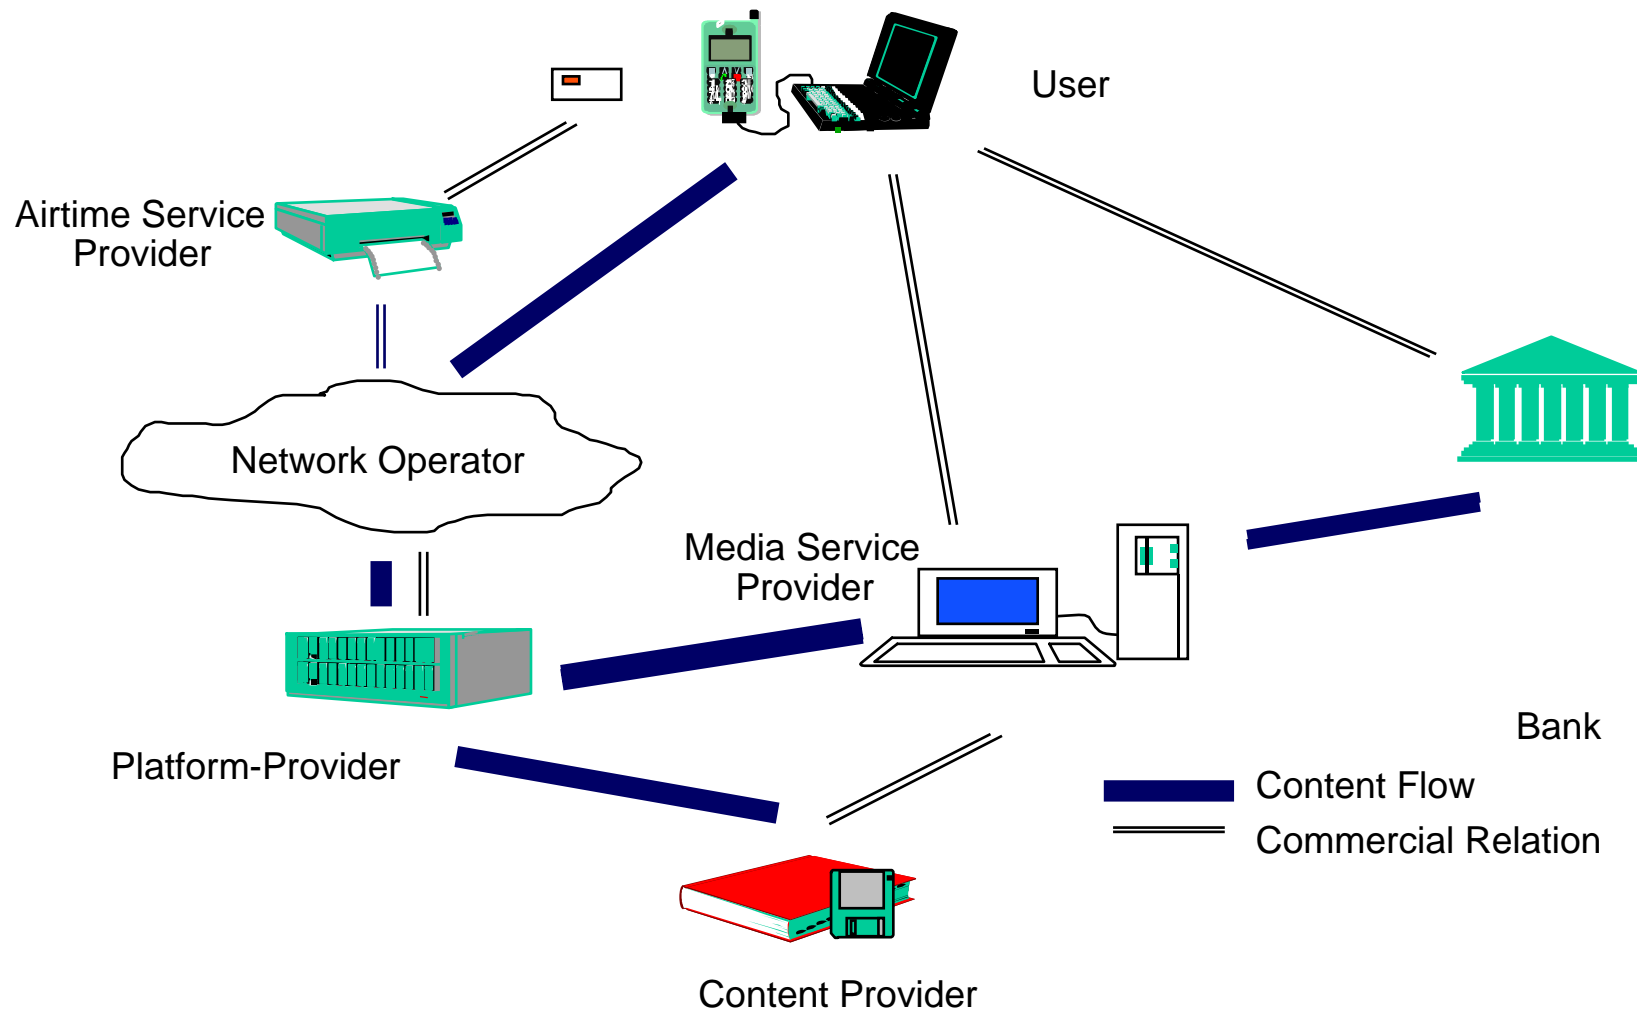 User
Airtime Service
Provider
Network Operator
Media Service
Provider
Bank
Platform-Provider
Content Flow
Commercial Relation
Content Provider